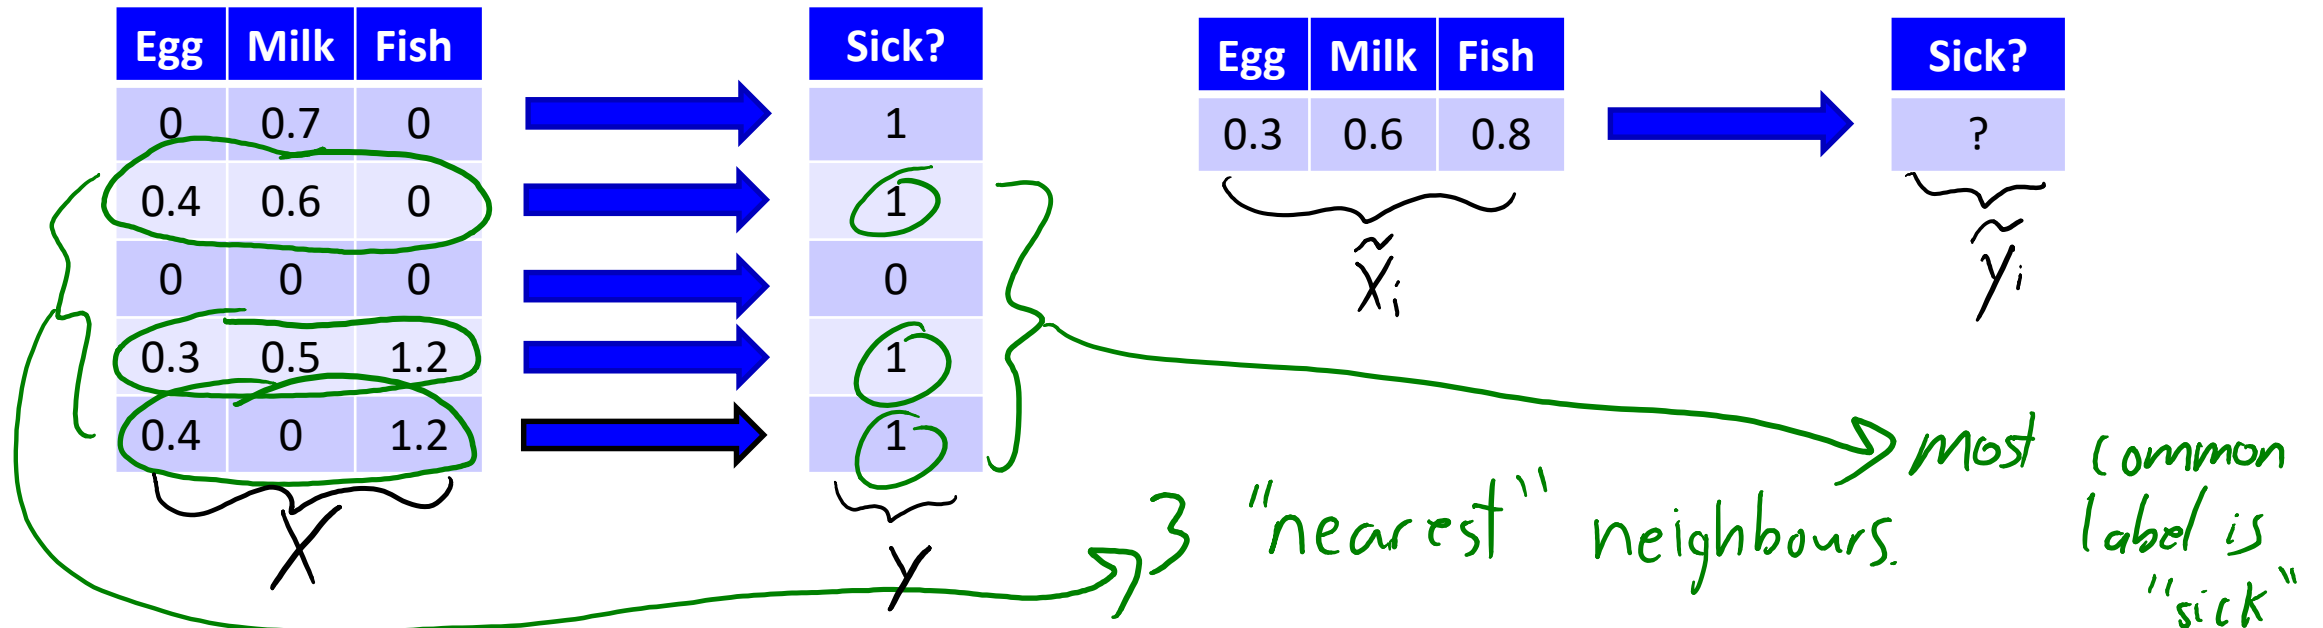 Egg Milk Fish
0 0.7 0
0.4 0.6 0
0 0 0
0.3 0.5 1.2
0.4 0 1.2
X
Sick?
1
1
0
1
1
y
Egg Milk Fish
0.3 0.6 0.8
x̃i
Sick?
?
ỹi
3 "nearest" neighbours.
most common
label is
"sick"